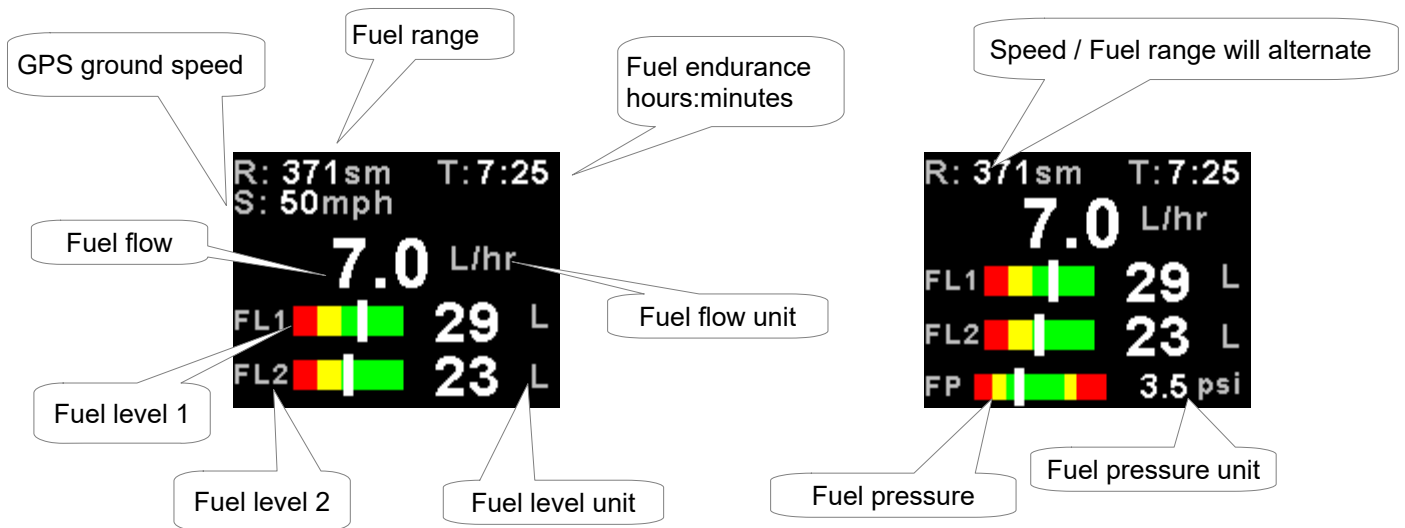 Fuel range
GPS ground speed
Fuel endurance
hours:minutes
R: 371sm T:7:25
S: 50mph
Fuel flow
7.0 L/hr
Fuel flow unit
FL1 29 L
FL2 23 L
Fuel level 1
Fuel level 2
Fuel level unit
Speed / Fuel range will alternate
R: 371sm T:7:25
7.0 L/hr
FL1 29 L
FL2 23 L
FP 3.5 psi
Fuel pressure
Fuel pressure unit